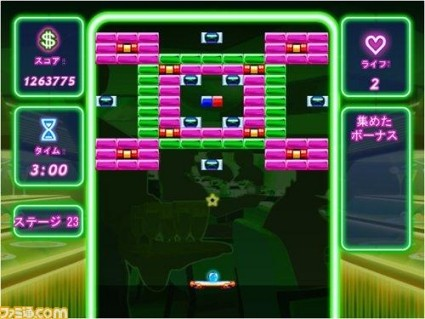 スコア:
1263775
タイム:
3:00
ステージ 23
ライフ:
2
集めた
ボーナス
ファミ通.com